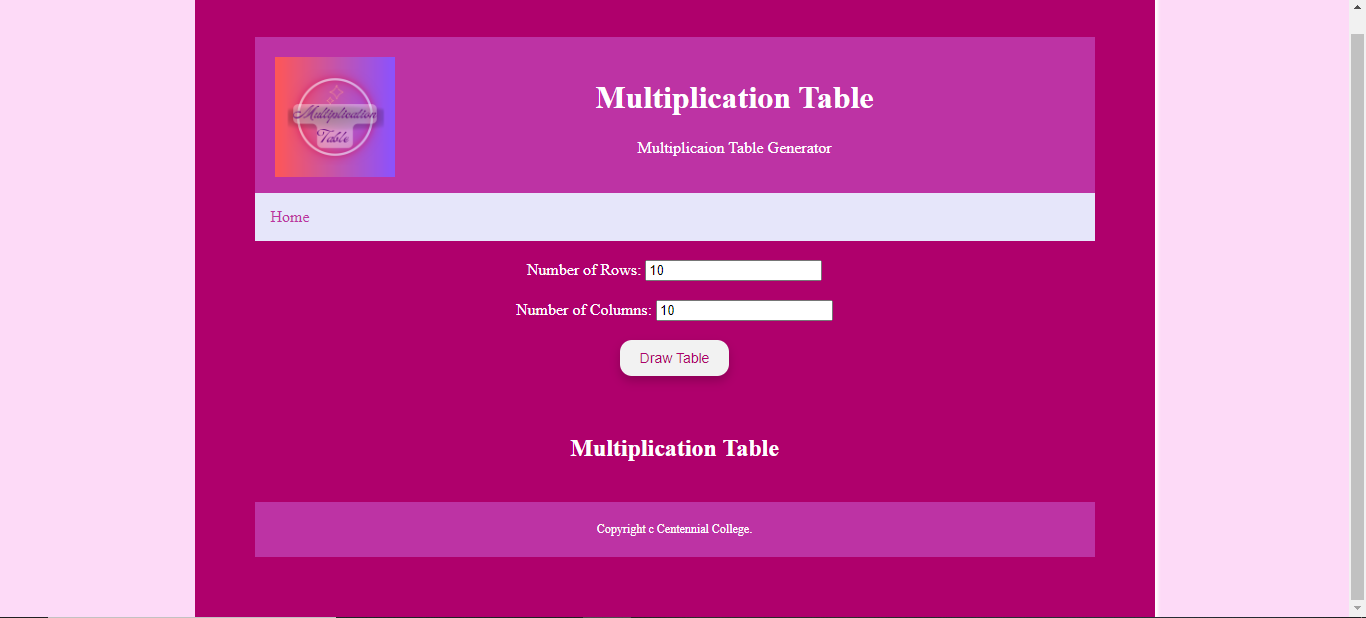 Multiplication
Table
Multiplication Table
Multiplicaion Table Generator
Home
Number of Rows: 10
Number of Columns: 10
Draw Table
Multiplication Table
Copyright c Centennial College.